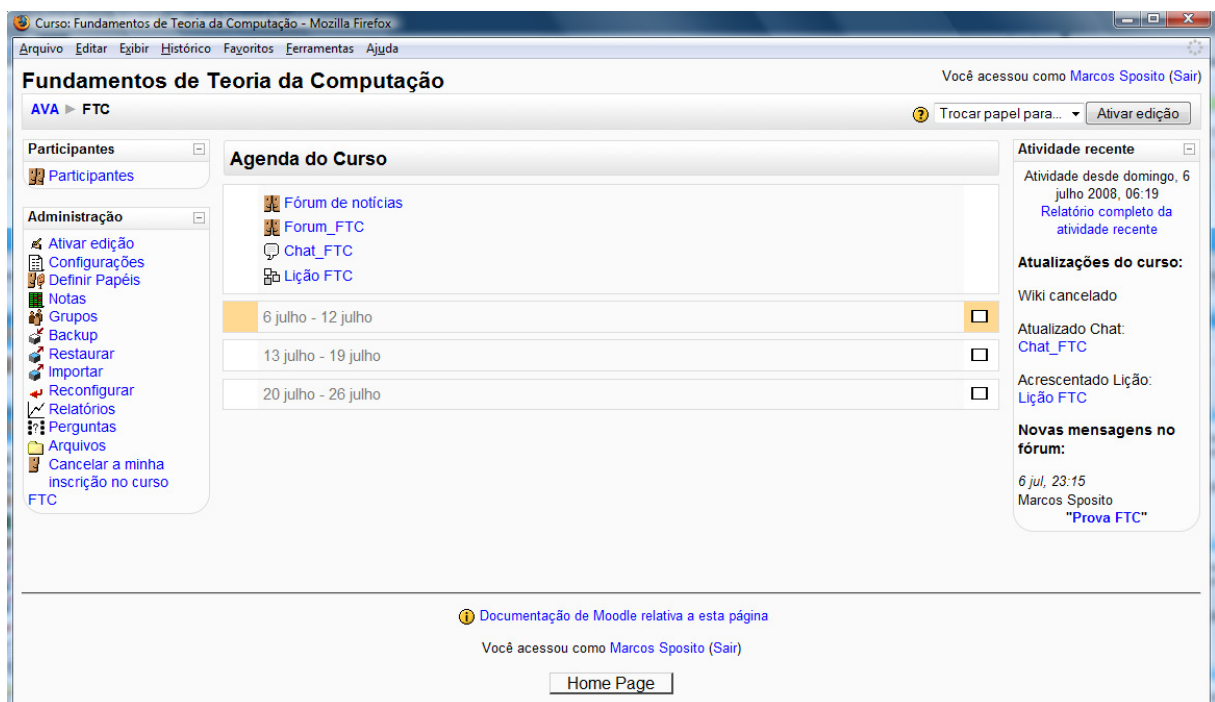 Curso: Fundamentos de Teoria da Computação - Mozilla Firefox
Arquivo Editar Exibir Histórico Favoritos Ferramentas Ajuda
Fundamentos de Teoria da Computação
Você acessou como Marcos Sposito (Sair)
AVA ► FTC
Trocar papel para...
Ativar edição
Participantes
Participantes
Administração
Ativar edição
Configurações
Definir Papéis
Notas
Grupos
Backup
Restaurar
Importar
Reconfigurar
Relatórios
Perguntas
Arquivos
Cancelar a minha
inscrição no curso
FTC
Agenda do Curso
Fórum de notícias
Forum_FTC
Chat_FTC
Lição FTC
6 julho - 12 julho
13 julho - 19 julho
20 julho - 26 julho
Atividade recente
Atividade desde domingo, 6
julho 2008, 06:19
Relatório completo da
atividade recente
Atualizações do curso:
Wiki cancelado
Atualizado Chat:
Chat_FTC
Acrescentado Lição:
Lição FTC
Novas mensagens no
fórum:
6 jul, 23:15
Marcos Sposito
"Prova FTC"
Documentação de Moodle relativa a esta página
Você acessou como Marcos Sposito (Sair)
Home Page